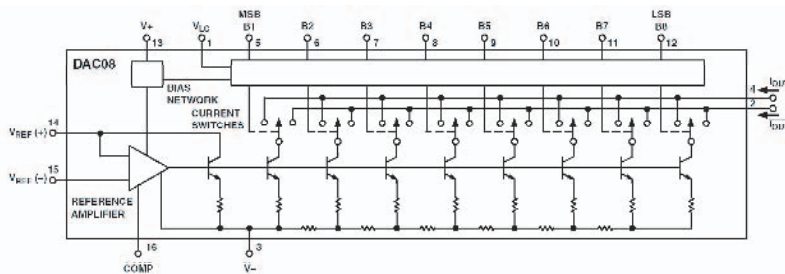 V+
13
VLC
1
MSB
B1
5
B2
6
B3
7
B4
8
B5
9
B6
10
B7
11
LSB
B8
12
DAC08
BIAS
NETWORK
CURRENT
SWITCHES
4
IOUT
2
IOUT
VREF (+)
14
VREF (–)
15
REFERENCE
AMPLIFIER
16
COMP
3
V–